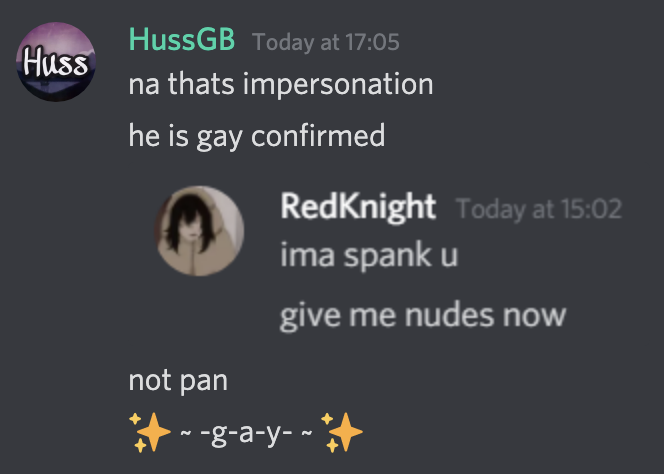 Huss
HussGB Today at 17:05
na thats impersonation
he is gay confirmed
RedKnight Today at 15:02
ima spank u
give me nudes now
not pan
✨ ~ -g-a-y- ~ ✨